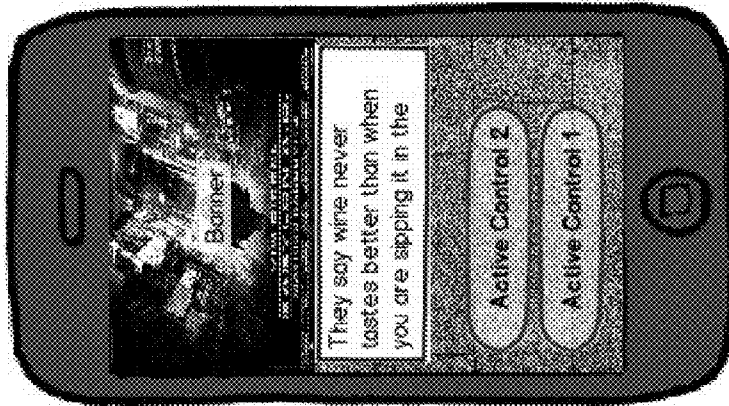 Banner
They say wine never
tastes better than when
you are sipping it in the
Active Control 2
Active Control 1